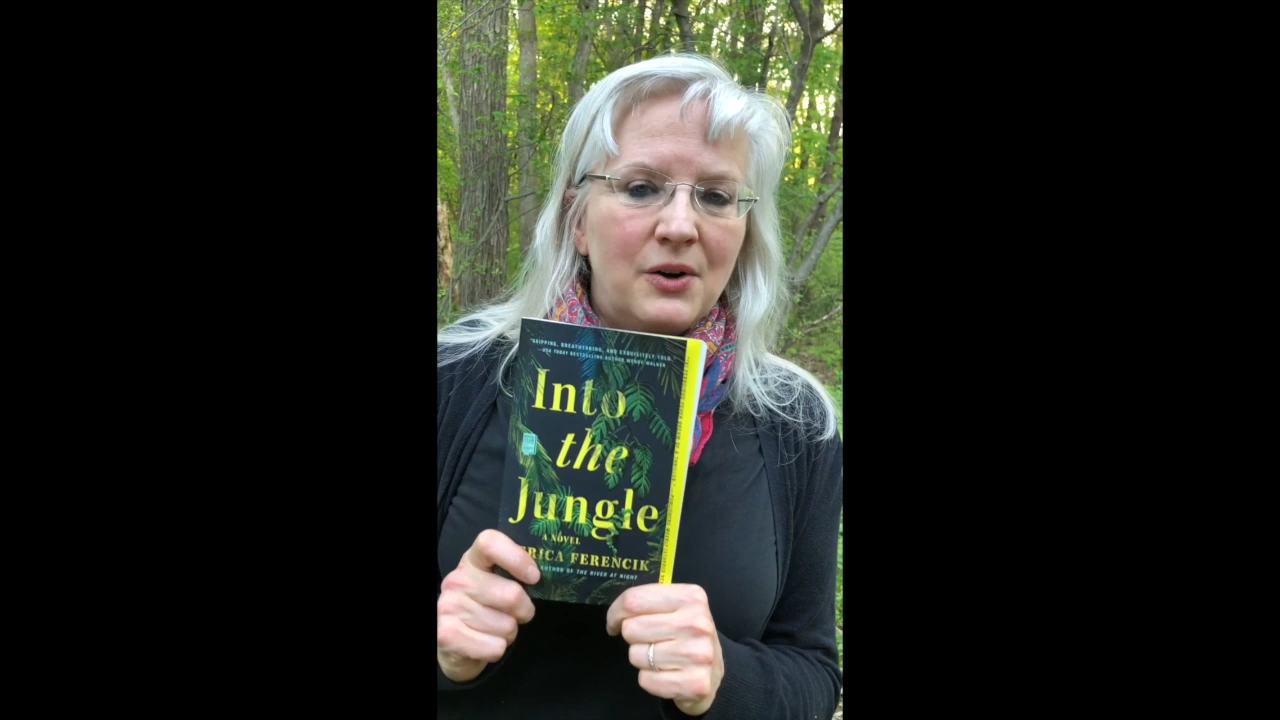 "GRIPPING, BREATHTAKING, AND EXQUISITELY TOLD."
—USA TODAY BESTSELLING AUTHOR WENDY WALKER
Into
the
Jungle
A NOVEL
ERICA FERENCIK
AUTHOR OF THE RIVER AT NIGHT